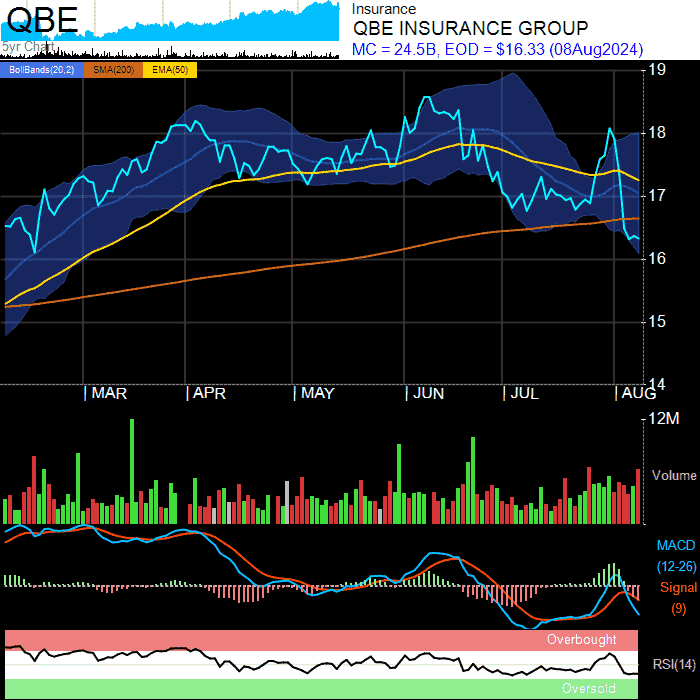 QBE
5yr Chart
Insurance
QBE INSURANCE GROUP
MC = 24.5B, EOD = $16.33 (08Aug2024)
BollBands(20,2) SMA(200) EMA(50)
19
18
17
16
15
14
MAR APR MAY JUN JUL AUG
12M
Volume
MACD
(12-26)
Signal
(9)
Overbought
RSI(14)
Oversold